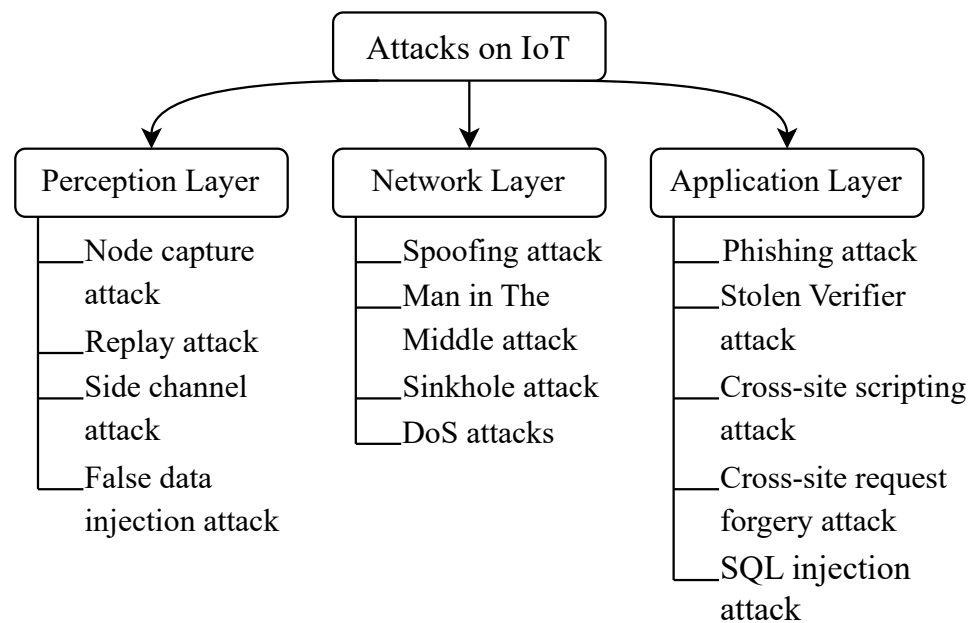 Attacks on IoT
Perception Layer
Node capture
attack
Replay attack
Side channel
attack
False data
injection attack
Network Layer
Spoofing attack
Man in The
Middle attack
Sinkhole attack
DoS attacks
Application Layer
Phishing attack
Stolen Verifier
attack
Cross-site scripting
attack
Cross-site request
forgery attack
SQL injection
attack